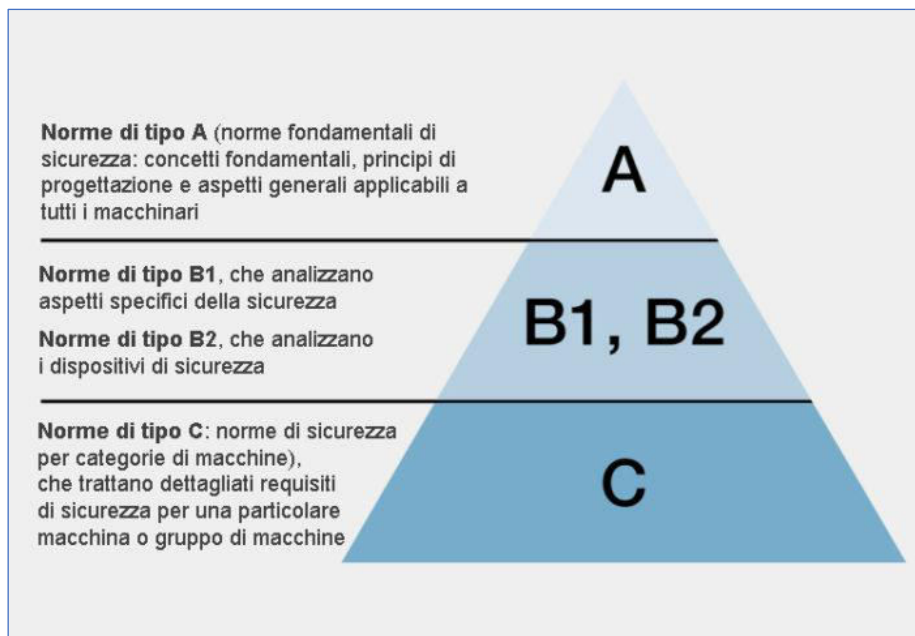 Norme di tipo A (norme fondamentali di
sicurezza: concetti fondamentali, principi di
progettazione e aspetti generali applicabili a
tutti i macchinari
A
Norme di tipo B1, che analizzano
aspetti specifici della sicurezza
Norme di tipo B2, che analizzano
i dispositivi di sicurezza
B1, B2
Norme di tipo C: norme di sicurezza
per categorie di macchine),
che trattano dettagliati requisiti
di sicurezza per una particolare
macchina o gruppo di macchine
C